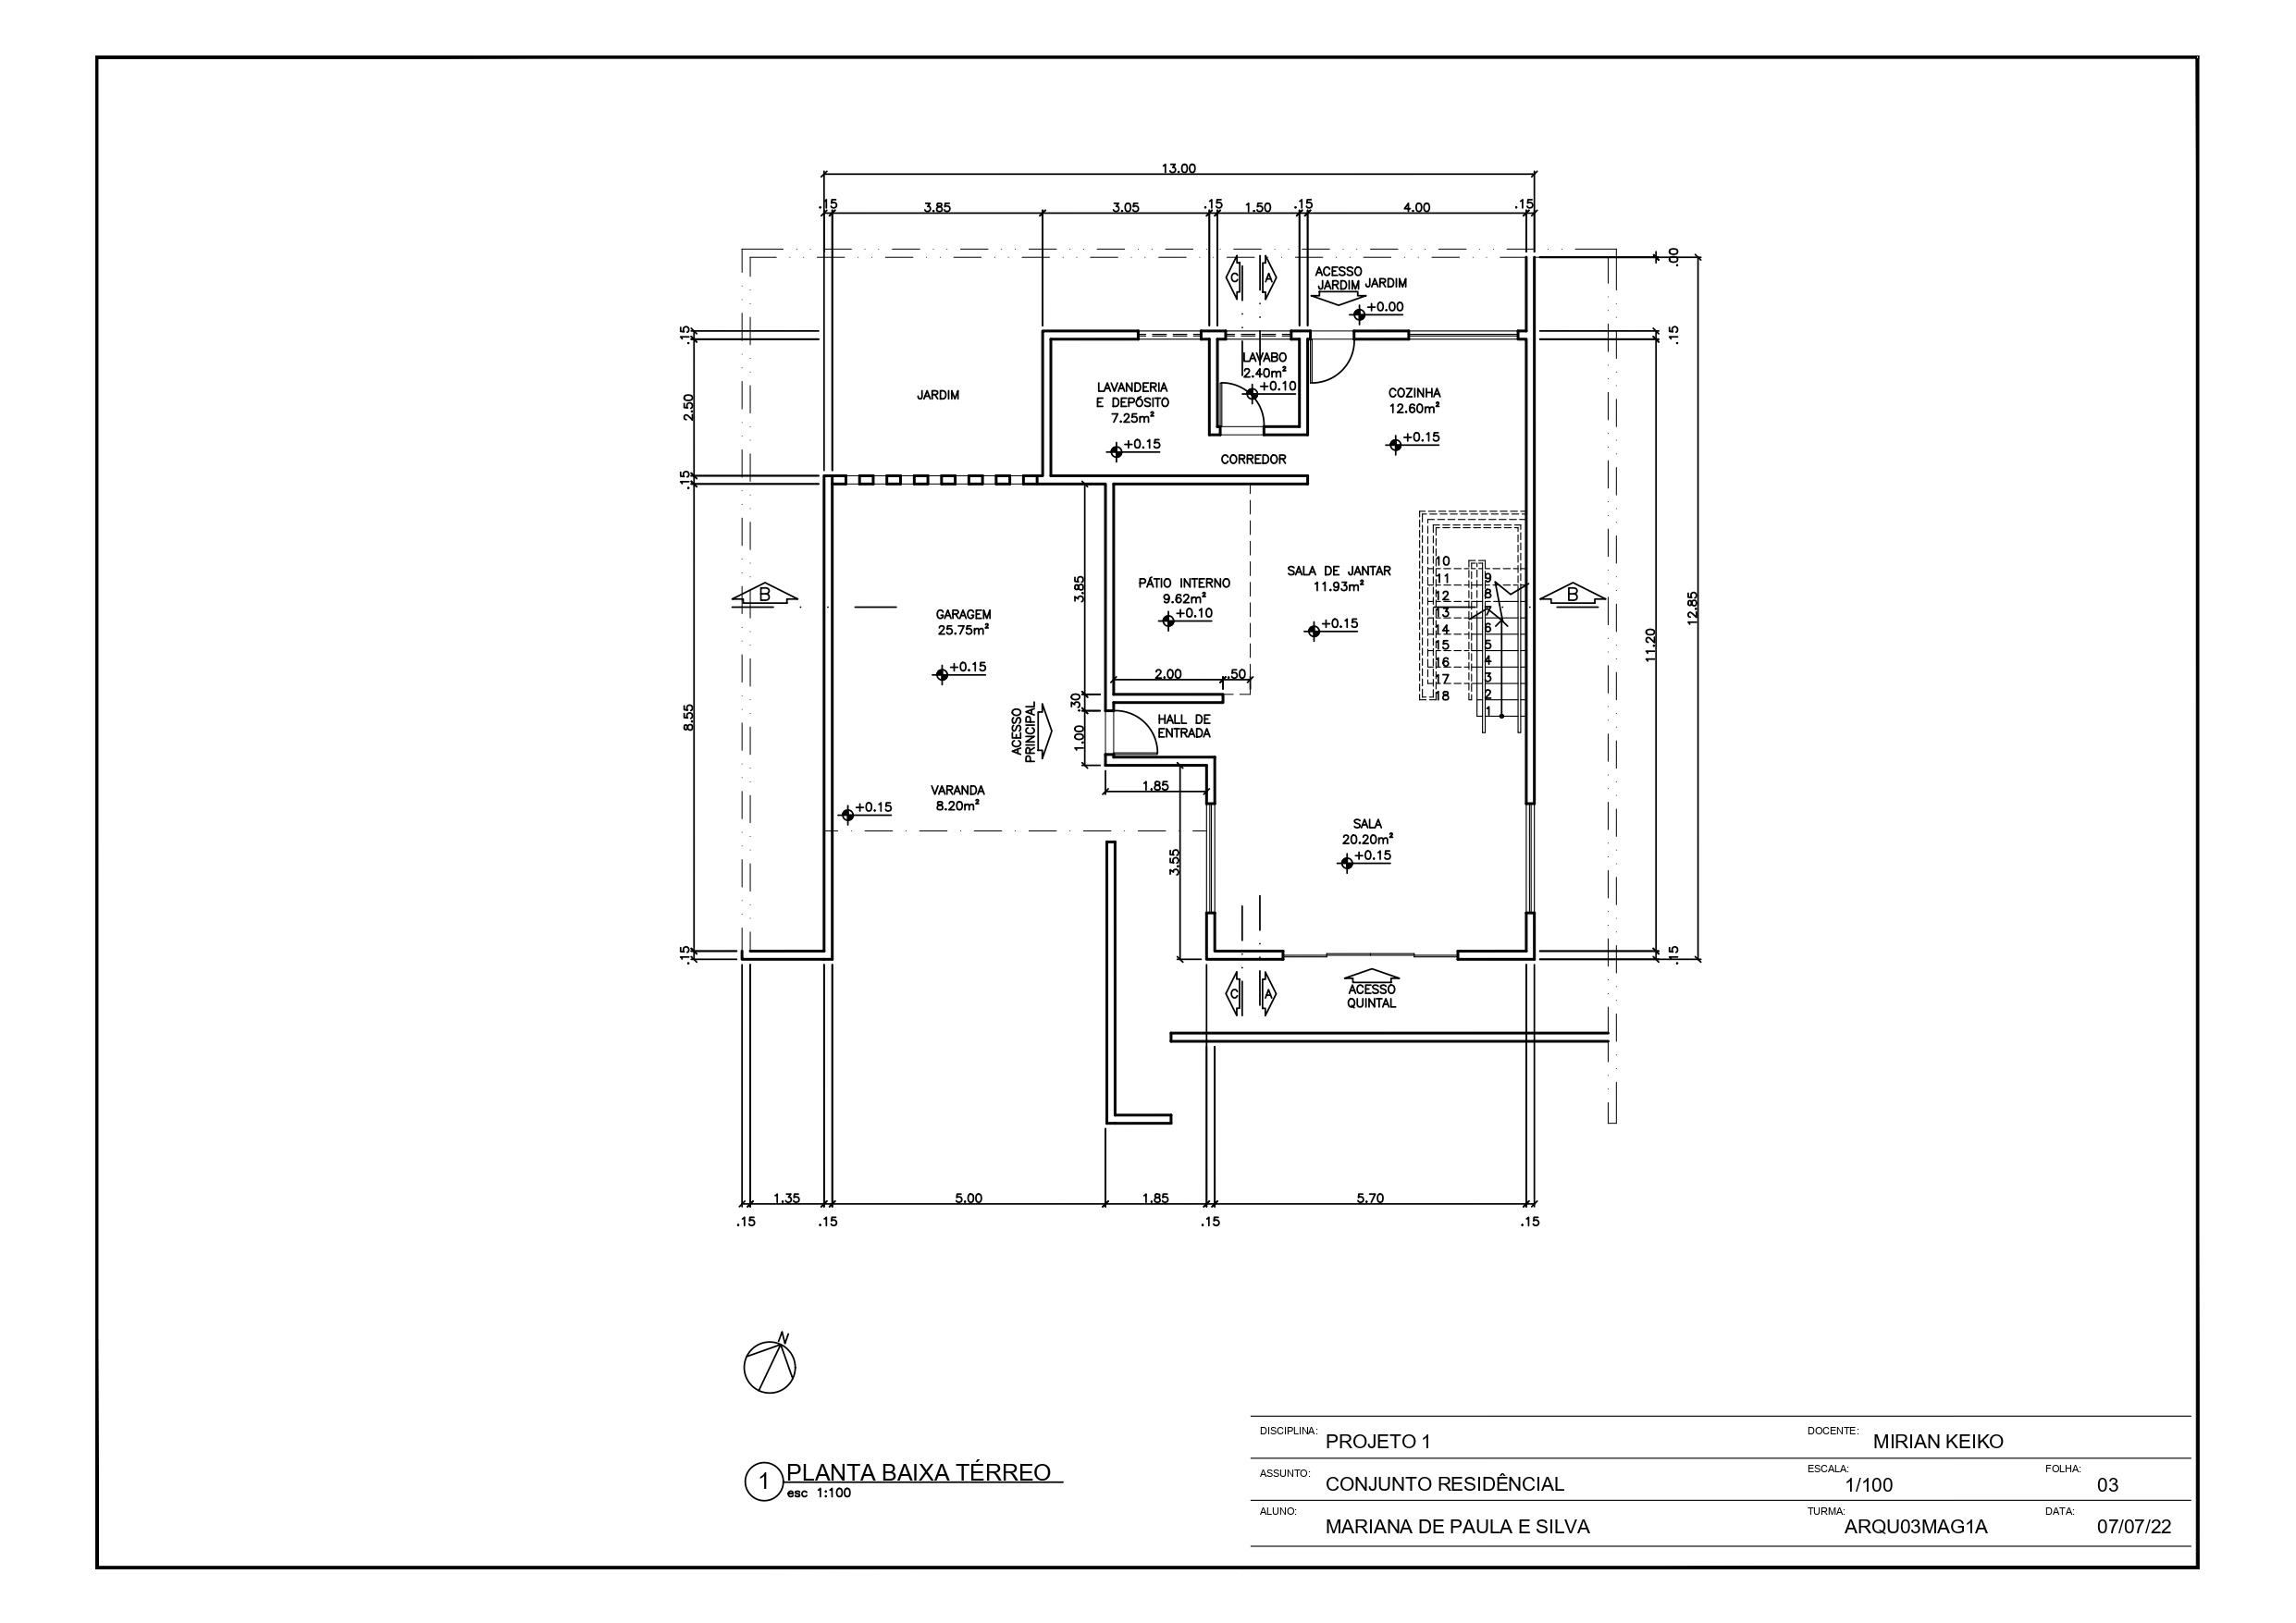 13.00
.15 3.85 3.05 .15 1.50 .15 4.00 .15
.00
C A
ACESSO
JARDIM JARDIM
+0.00
.15
.15
LAVABO
2.40m²
+0.10
LAVANDERIA
E DEPÓSITO
7.25m²
+0.15
JARDIM
COZINHA
12.60m²
+0.15
2.50
CORREDOR
.15
10
11
12
13
14
15
16
17
18
9
8
7
6
5
4
3
2
1
SALA DE JANTAR
11.93m²
+0.15
PÁTIO INTERNO
9.62m²
+0.10
3.85
B
B
GARAGEM
25.75m²
+0.15
12.85
11.20
2.00 .50
.30
8.55
ACESSO
PRINCIPAL
1.00
HALL DE
ENTRADA
1.85
VARANDA
8.20m²
+0.15
3.55
SALA
20.20m²
+0.15
.15
.15
C A
ACESSO
QUINTAL
1.35 5.00 1.85 5.70
.15 .15 .15 .15
N
1 PLANTA BAIXA TÉRREO
esc 1:100
DISCIPLINA: PROJETO 1 DOCENTE: MIRIAN KEIKO
ASSUNTO: CONJUNTO RESIDÊNCIAL ESCALA: 1/100 FOLHA: 03
ALUNO: MARIANA DE PAULA E SILVA TURMA: ARQU03MAG1A DATA: 07/07/22